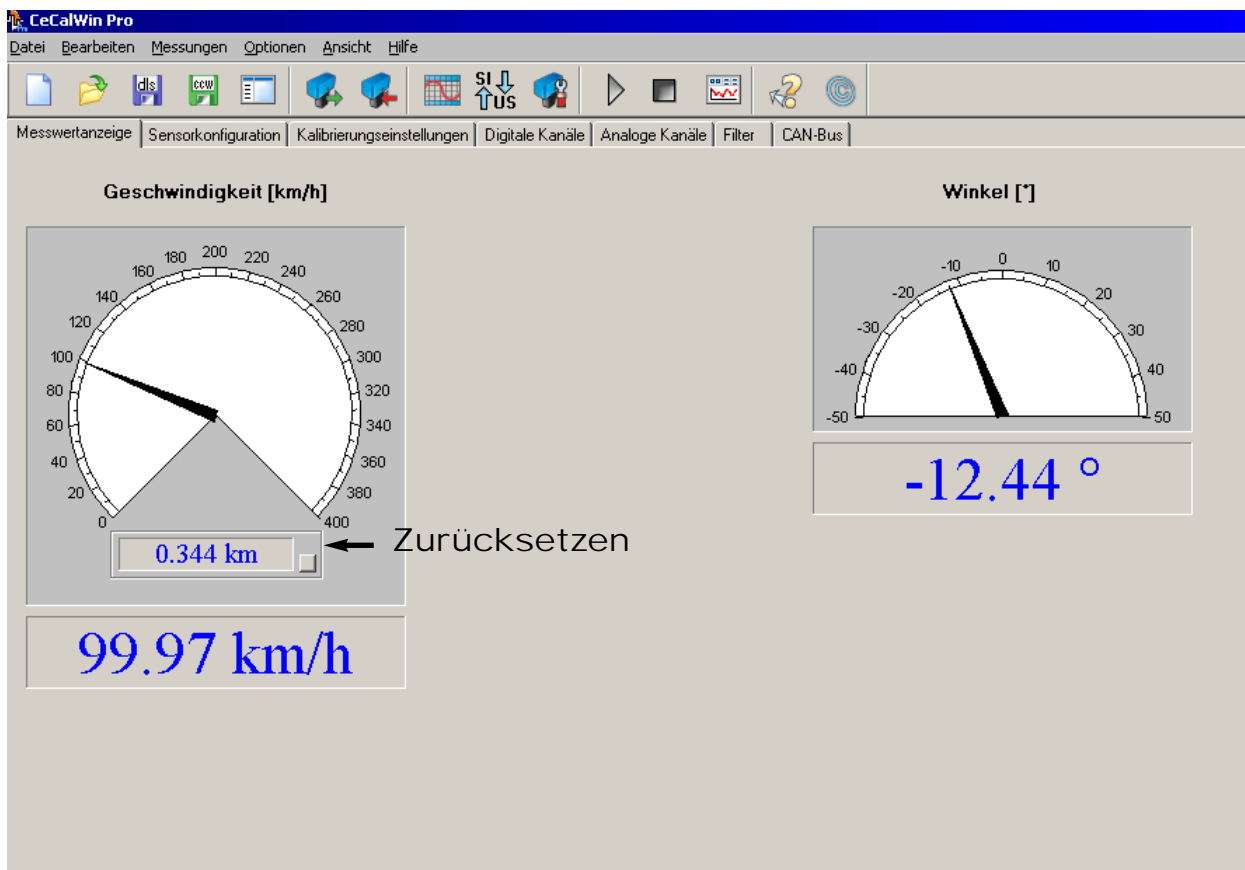 CeCalWin Pro
Datei Bearbeiten Messungen Optionen Ansicht Hilfe
dls ccw SI US
Messwertanzeige Sensorkonfiguration Kalibrierungseinstellungen Digitale Kanäle Analoge Kanäle Filter CAN-Bus
Geschwindigkeit [km/h]
0 20 40 60 80 100 120 140 160 180 200 220 240 260 280 300 320 340 360 380 400
0.344 km
Zurücksetzen
99.97 km/h
Winkel [°]
-50 -40 -30 -20 -10 0 10 20 30 40 50
-12.44 °